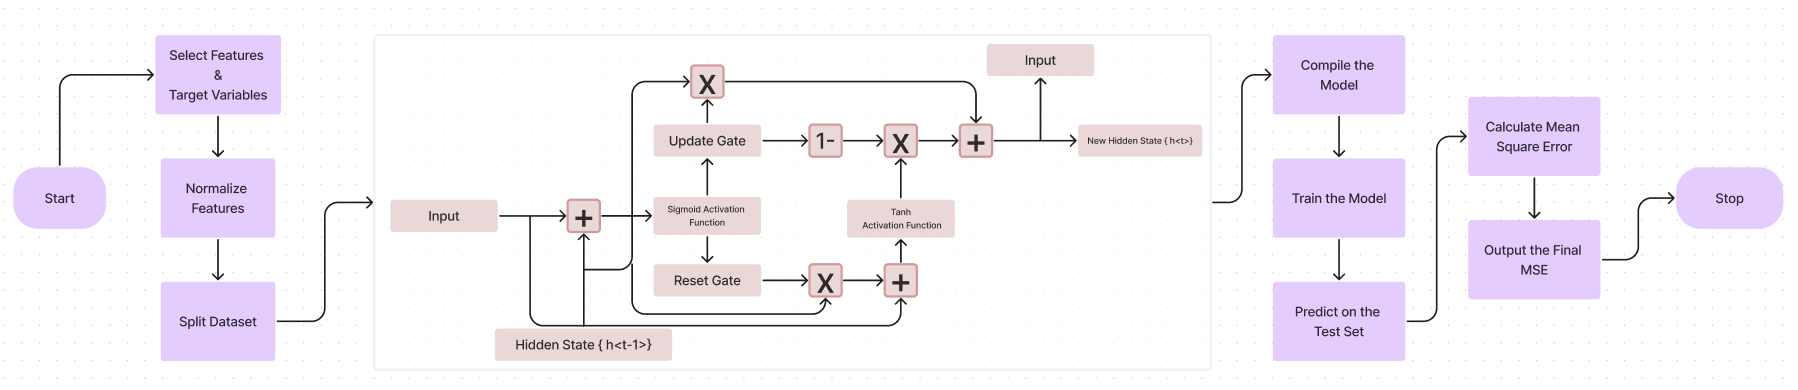 Start
Select Features
&
Target Variables
Normalize
Features
Split Dataset
Input
+
Hidden State { h<t-1>}
X
Update Gate
Sigmoid Activation
Function
Reset Gate
1-
X
X
+
Tanh
Activation Function
+
Input
New Hidden State { h<t>}
Compile the
Model
Train the Model
Predict on the
Test Set
Calculate Mean
Square Error
Output the Final
MSE
Stop